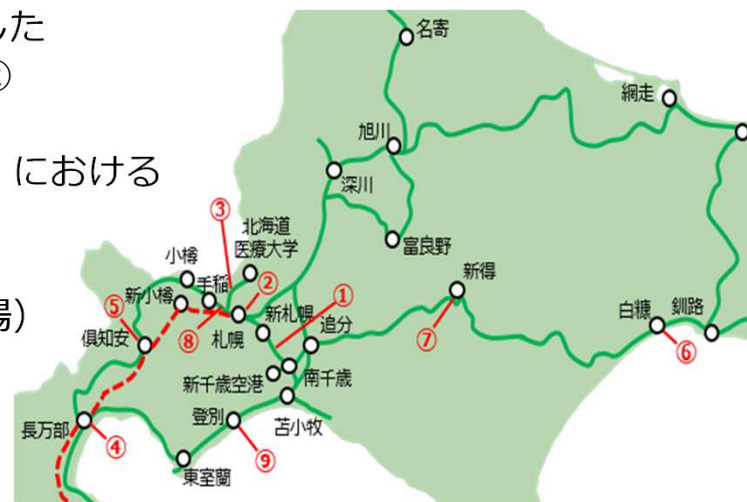 した
②
における
場）
名寄
網走
旭川
深川
③
北海道
医療大学
小樽
富良野
手稲
②
新得
新小樽
①
新札幌
⑤
追分
白糠
釧路
俱知安
札幌
⑧
⑦
⑥
新千歳空港
南千歳
登別
苫小牧
長万部
④
⑨
東室蘭